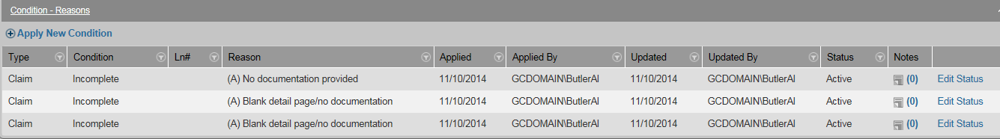 Condition - Reasons
Apply New Condition
Type Condition Ln# Reason Applied Applied By Updated Updated By Status Notes
Claim Incomplete (A) No documentation provided 11/10/2014 GCDOMAIN\ButlerAl 11/10/2014 GCDOMAIN\ButlerAl Active (0) Edit Status
Claim Incomplete (A) Blank detail page/no documentation 11/10/2014 GCDOMAIN\ButlerAl 11/10/2014 GCDOMAIN\ButlerAl Active (0) Edit Status
Claim Incomplete (A) Blank detail page/no documentation 11/10/2014 GCDOMAIN\ButlerAl 11/10/2014 GCDOMAIN\ButlerAl Active (0) Edit Status